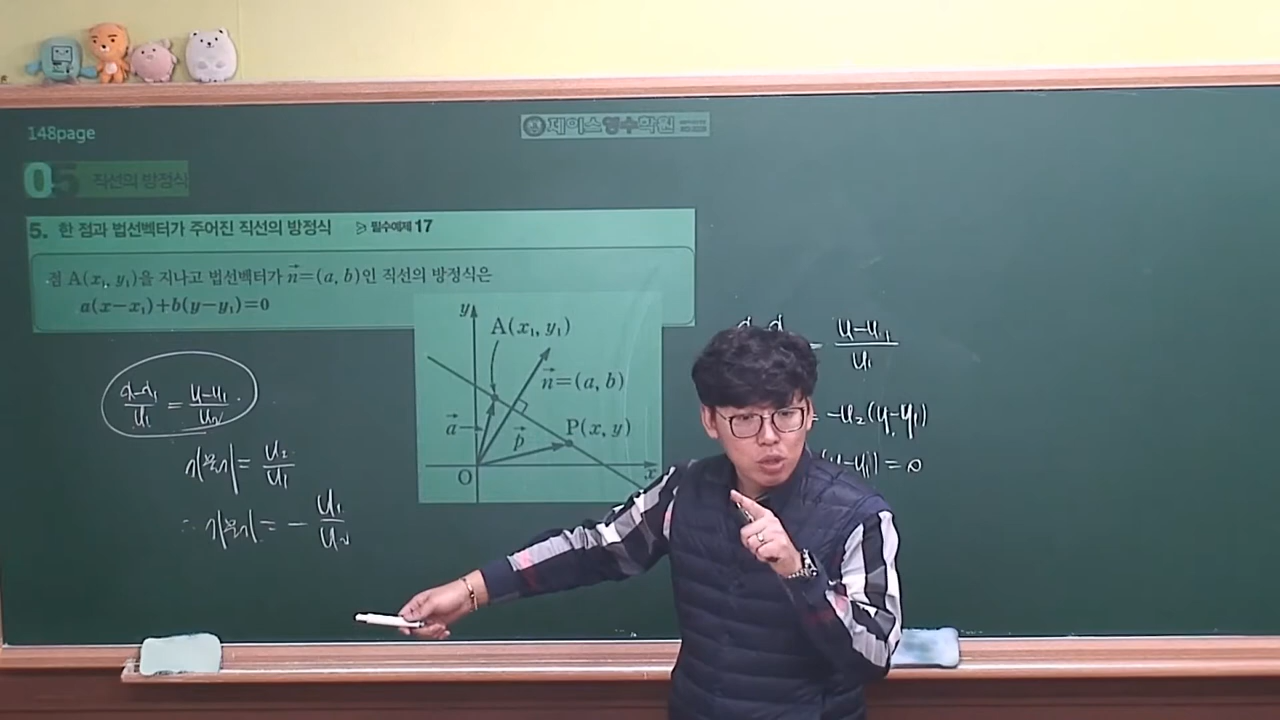 148page
제이스영수학원
05 직선의 방정식
5. 한 점과 법선벡터가 주어진 직선의 방정식 ▷ 필수예제 17
점 A(x₁, y₁)을 지나고 법선벡터가 n⃗=(a, b)인 직선의 방정식은
a(x−x₁)+b(y−y₁)=0
y
A(x₁, y₁)
n⃗=(a, b)
a⃗
p⃗
P(x, y)
O
x
(x−x₁)/u₁ = (y−y₁)/u₂
기울기 = u₂/u₁
∴ 기울기 = − u₁/u₂
= −u₂(y−y₁)
(y−y₁) = 0